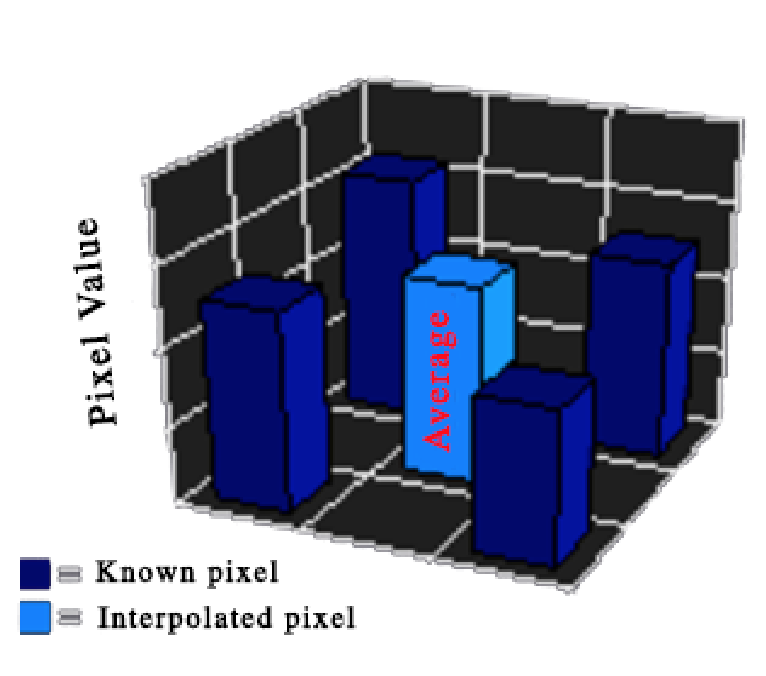 Pixel Value
Average
= Known pixel
= Interpolated pixel